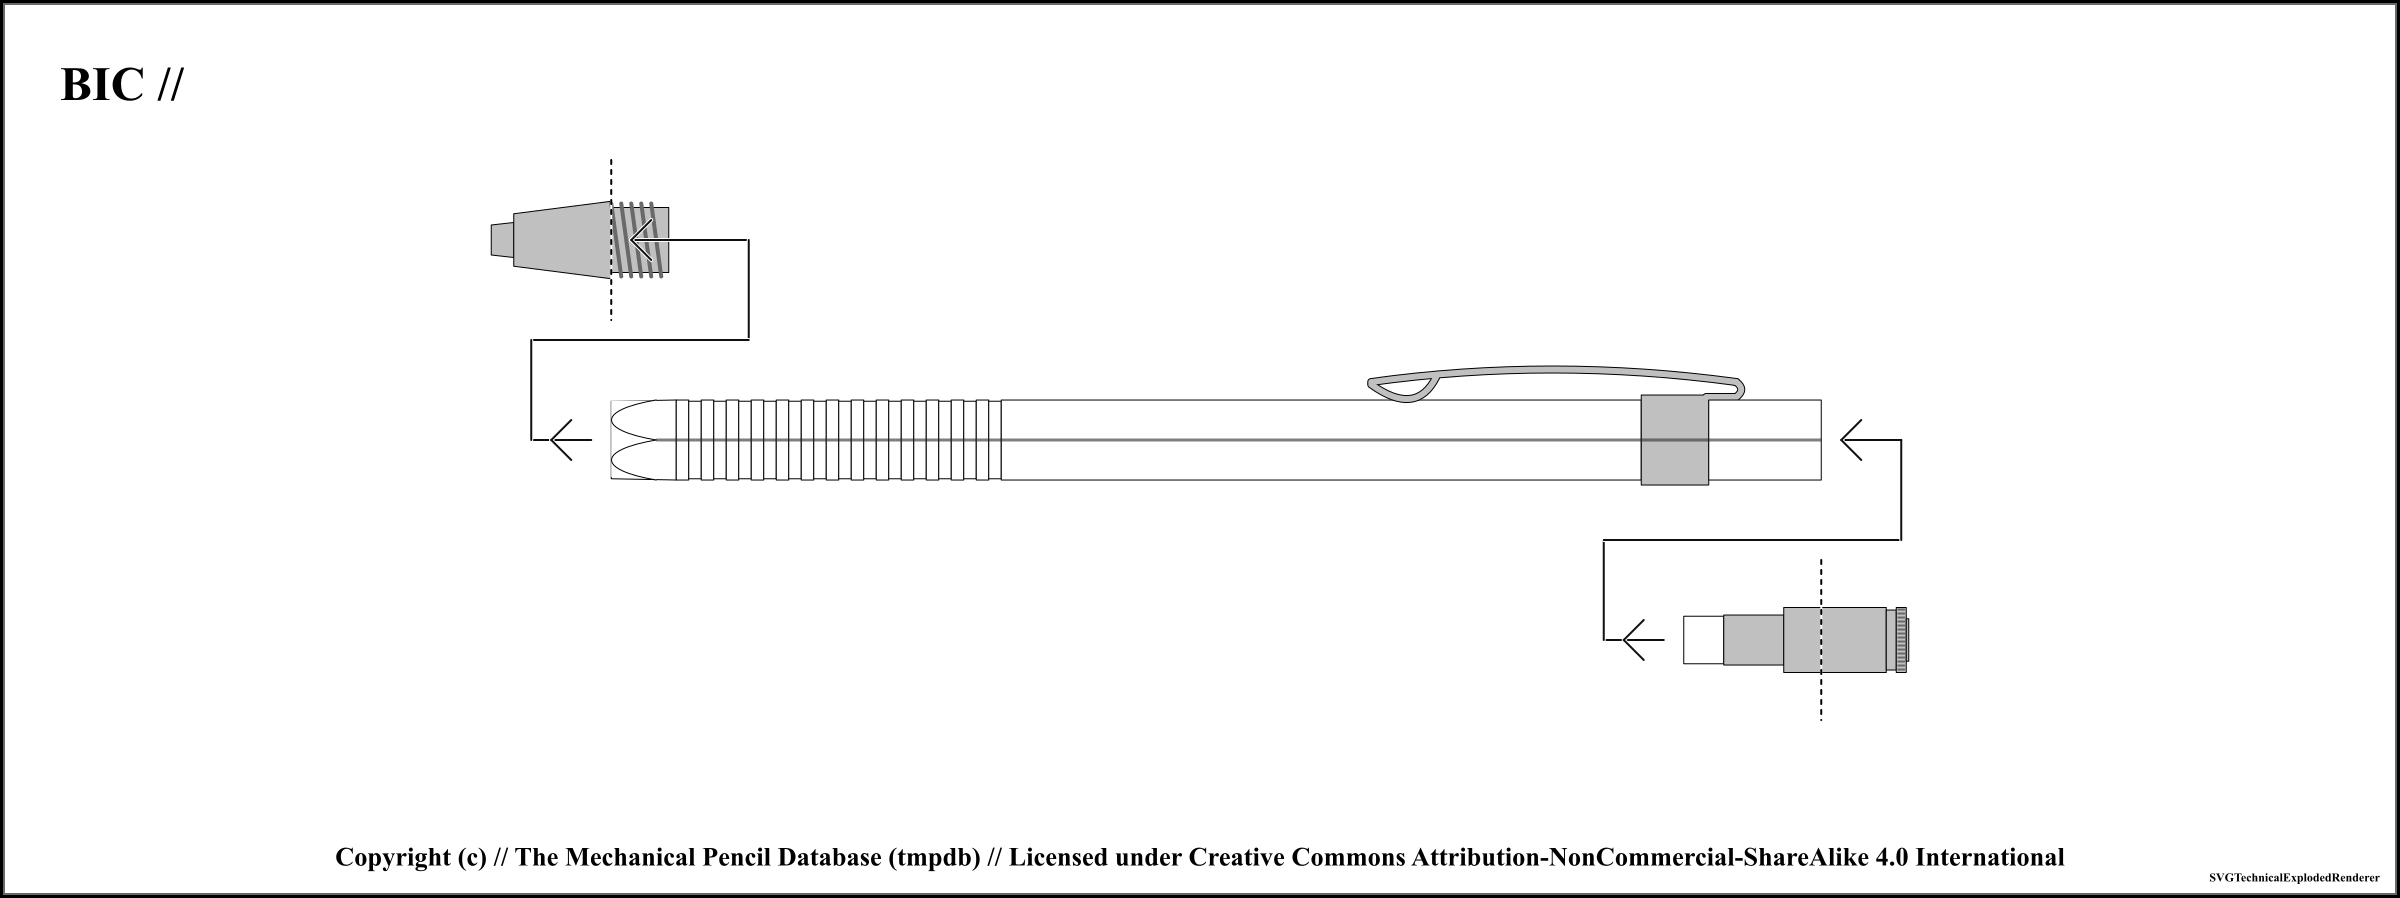 BIC //
Copyright (c) // The Mechanical Pencil Database (tmpdb) // Licensed under Creative Commons Attribution-NonCommercial-ShareAlike 4.0 International
SVGTechnicalExplodedRenderer